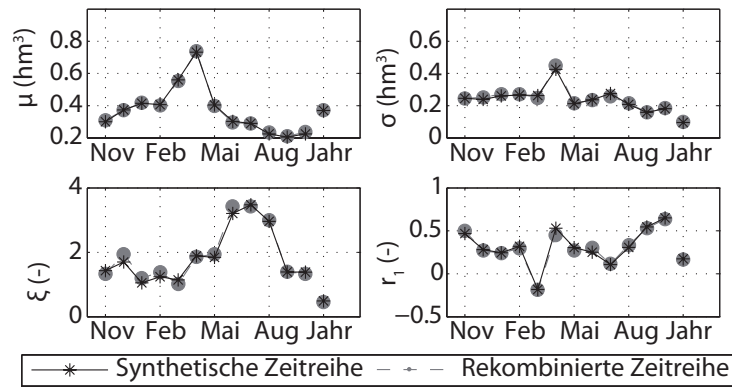 μ (hm³)
0.8
0.6
0.4
0.2
Nov Feb Mai Aug Jahr
σ (hm³)
0.6
0.4
0.2
0
Nov Feb Mai Aug Jahr
ξ (-)
4
2
0
Nov Feb Mai Aug Jahr
r₁ (-)
1
0.5
0
−0.5
Nov Feb Mai Aug Jahr
Synthetische Zeitreihe Rekombinierte Zeitreihe